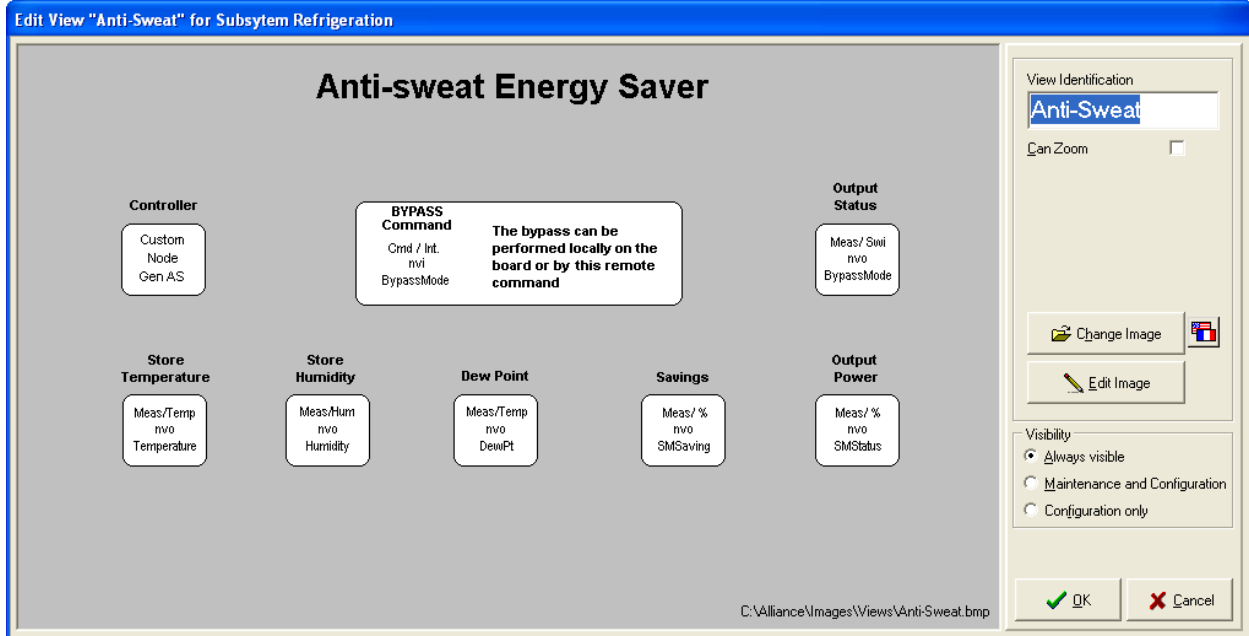 Edit View "Anti-Sweat" for Subsytem Refrigeration
Anti-sweat Energy Saver
Controller
Custom
Node
Gen AS
BYPASS
Command
Cmd / Int.
nvi
BypassMode
The bypass can be
performed locally on the
board or by this remote
command
Output
Status
Meas/ Swi
nvo
BypassMode
Store
Temperature
Meas/Temp
nvo
Temperature
Store
Humidity
Meas/Hum
nvo
Humidity
Dew Point
Meas/Temp
nvo
DewPt
Savings
Meas/ %
nvo
SMSaving
Output
Power
Meas/ %
nvo
SMStatus
C:\Alliance\Images\Views\Anti-Sweat.bmp
View Identification
Anti-Sweat
Can Zoom
Change Image
Edit Image
Visibility
Always visible
Maintenance and Configuration
Configuration only
OK
Cancel